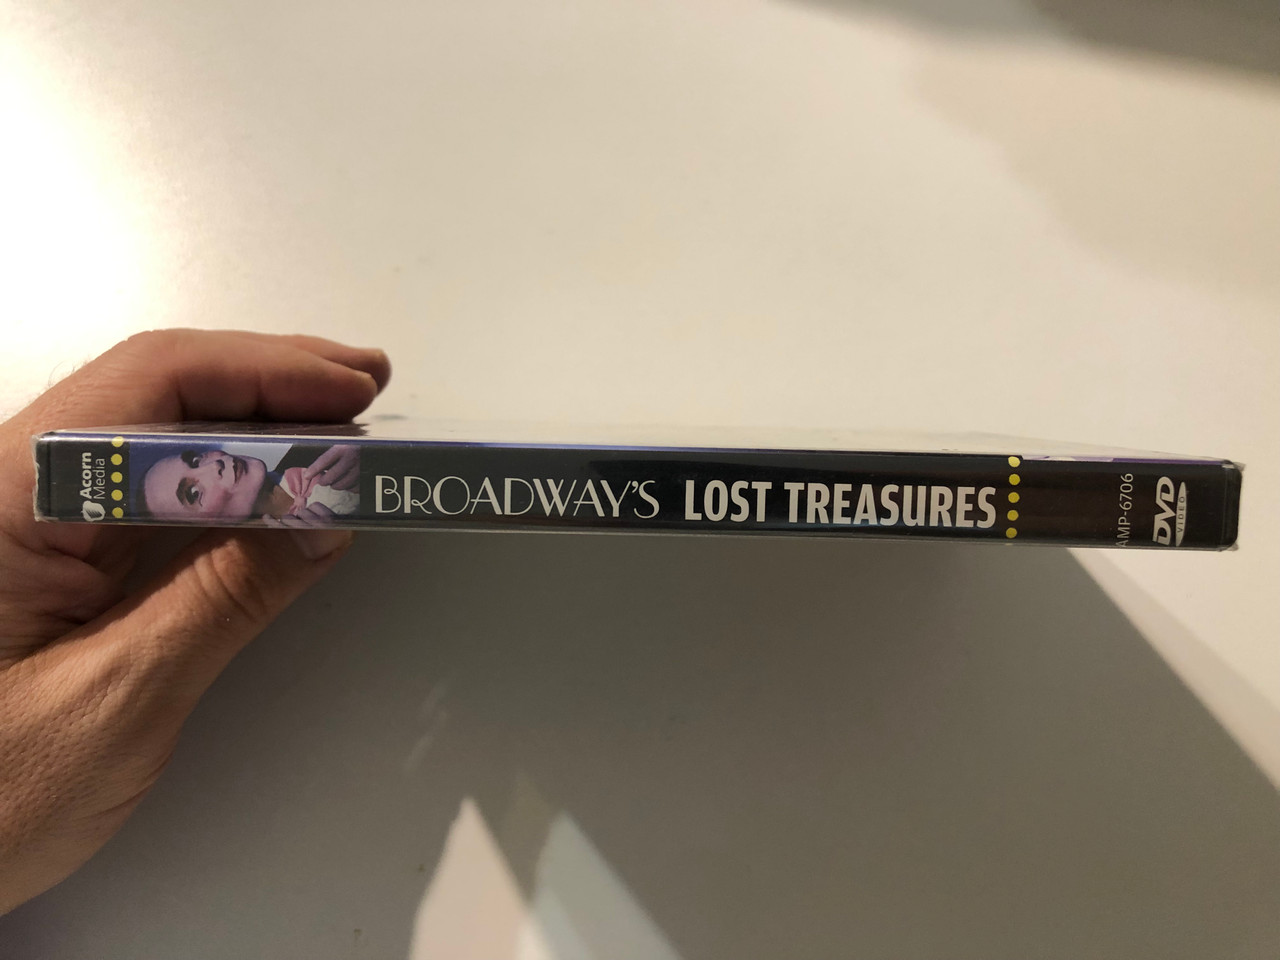 Acorn
Media
BROADWAY'S LOST TREASURES
AMP-6706
DVD
VIDEO